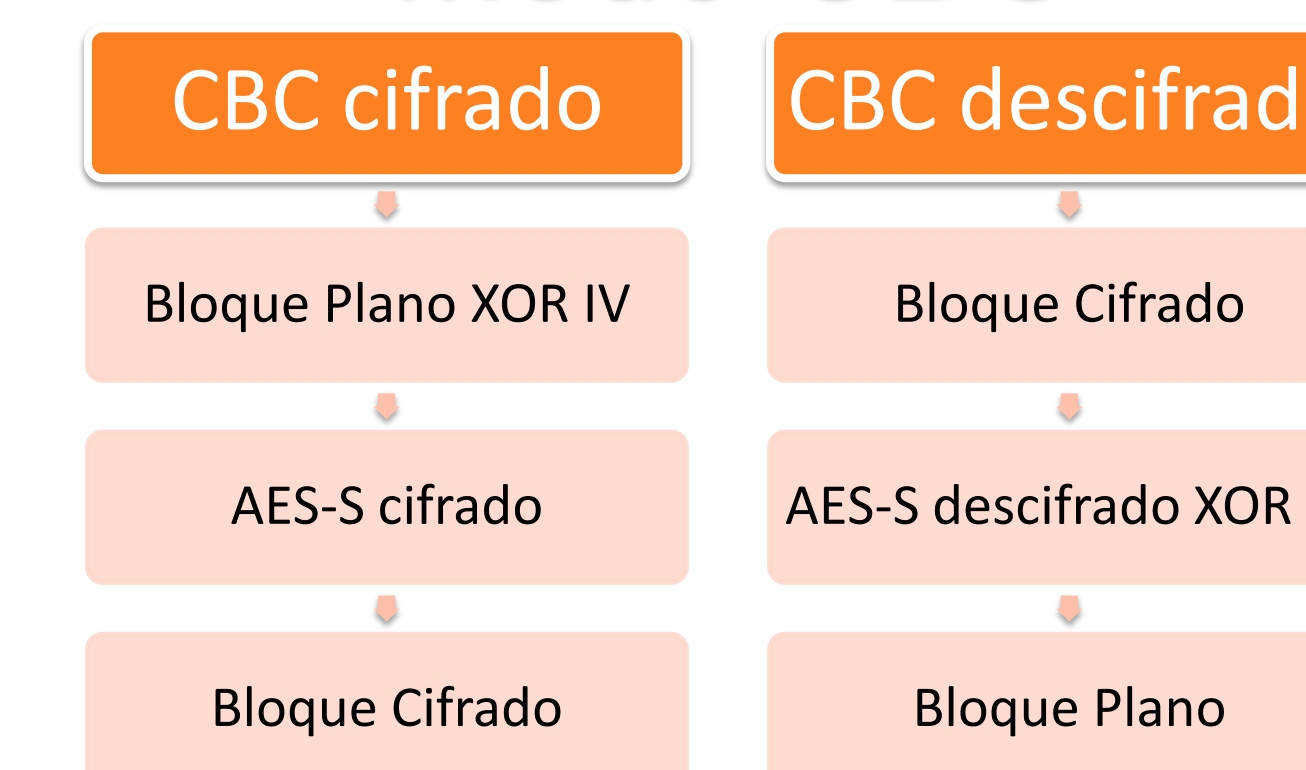 CBC cifrado
Bloque Plano XOR IV
AES-S cifrado
Bloque Cifrado
CBC descifrad
Bloque Cifrado
AES-S descifrado XOR
Bloque Plano